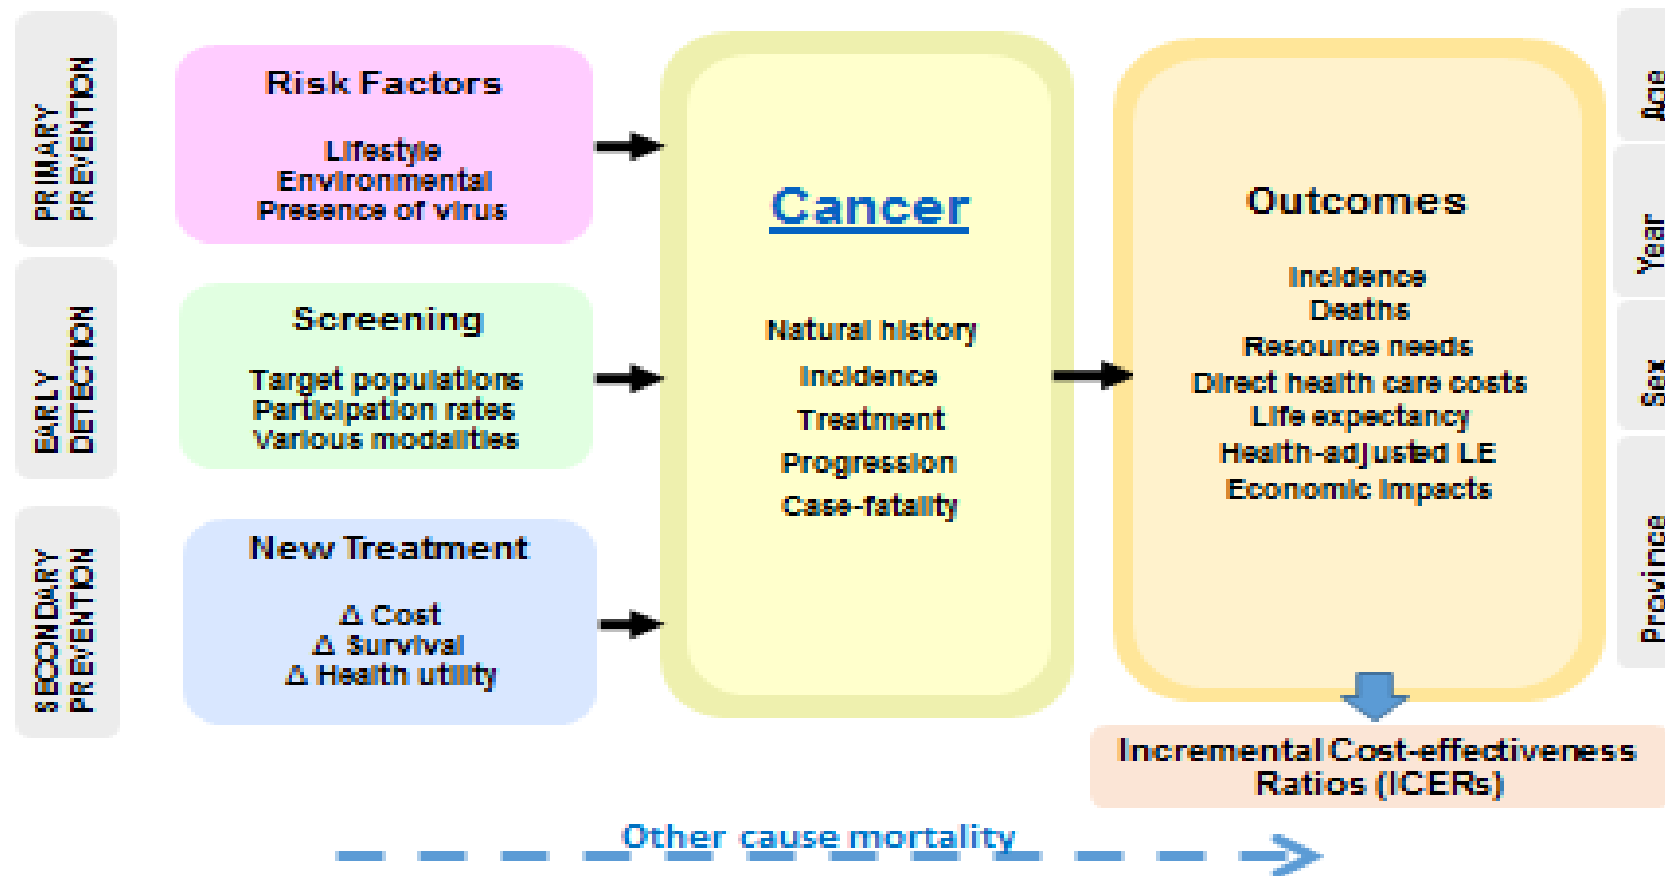 PRIMARY
PREVENTION
Risk Factors
Lifestyle
Environmental
Presence of virus
EARLY
DETECTION
Screening
Target populations
Participation rates
Various modalities
SECONDARY
PREVENTION
New Treatment
Δ Cost
Δ Survival
Δ Health utility
Cancer
Natural history
Incidence
Treatment
Progression
Case-fatality
Outcomes
Incidence
Deaths
Resource needs
Direct health care costs
Life expectancy
Health-adjusted LE
Economic impacts
Age
Year
Sex
Province
Incremental Cost-effectiveness
Ratios (ICERs)
Other cause mortality